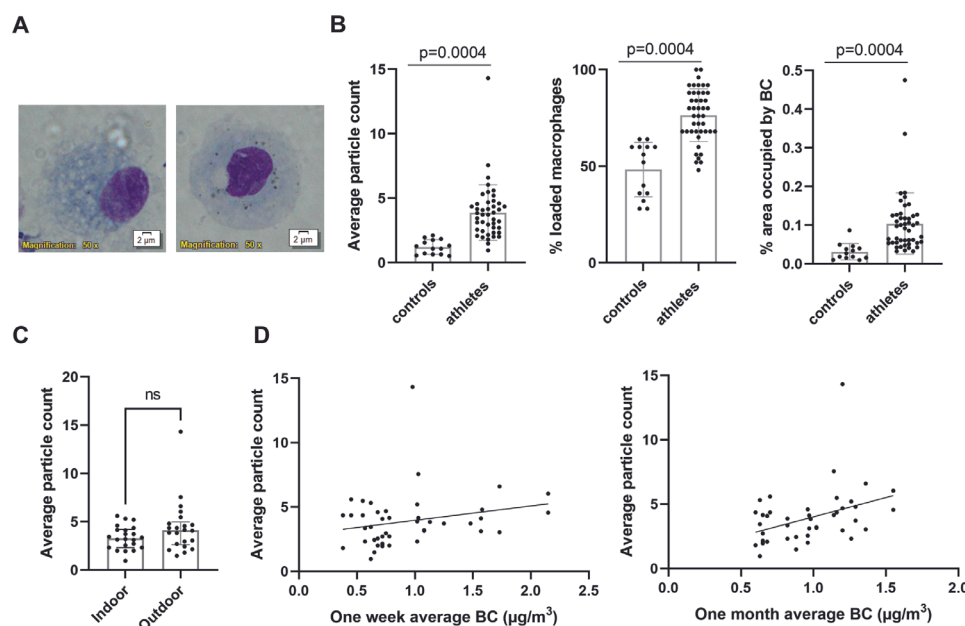 A
Magnification: 50 x
2 µm
Magnification: 50 x
2 µm
B
p=0.0004
Average particle count
15
10
5
0
controls
athletes
p=0.0004
% loaded macrophages
100
50
0
controls
athletes
p=0.0004
% area occupied by BC
0.5
0.4
0.3
0.2
0.1
0.0
controls
athletes
C
ns
Average particle count
20
15
10
5
0
Indoor
Outdoor
D
Average particle count
15
10
5
0
0.0
0.5
1.0
1.5
2.0
2.5
One week average BC (µg/m³)
Average particle count
15
10
5
0
0.0
0.5
1.0
1.5
2.0
One month average BC (µg/m³)